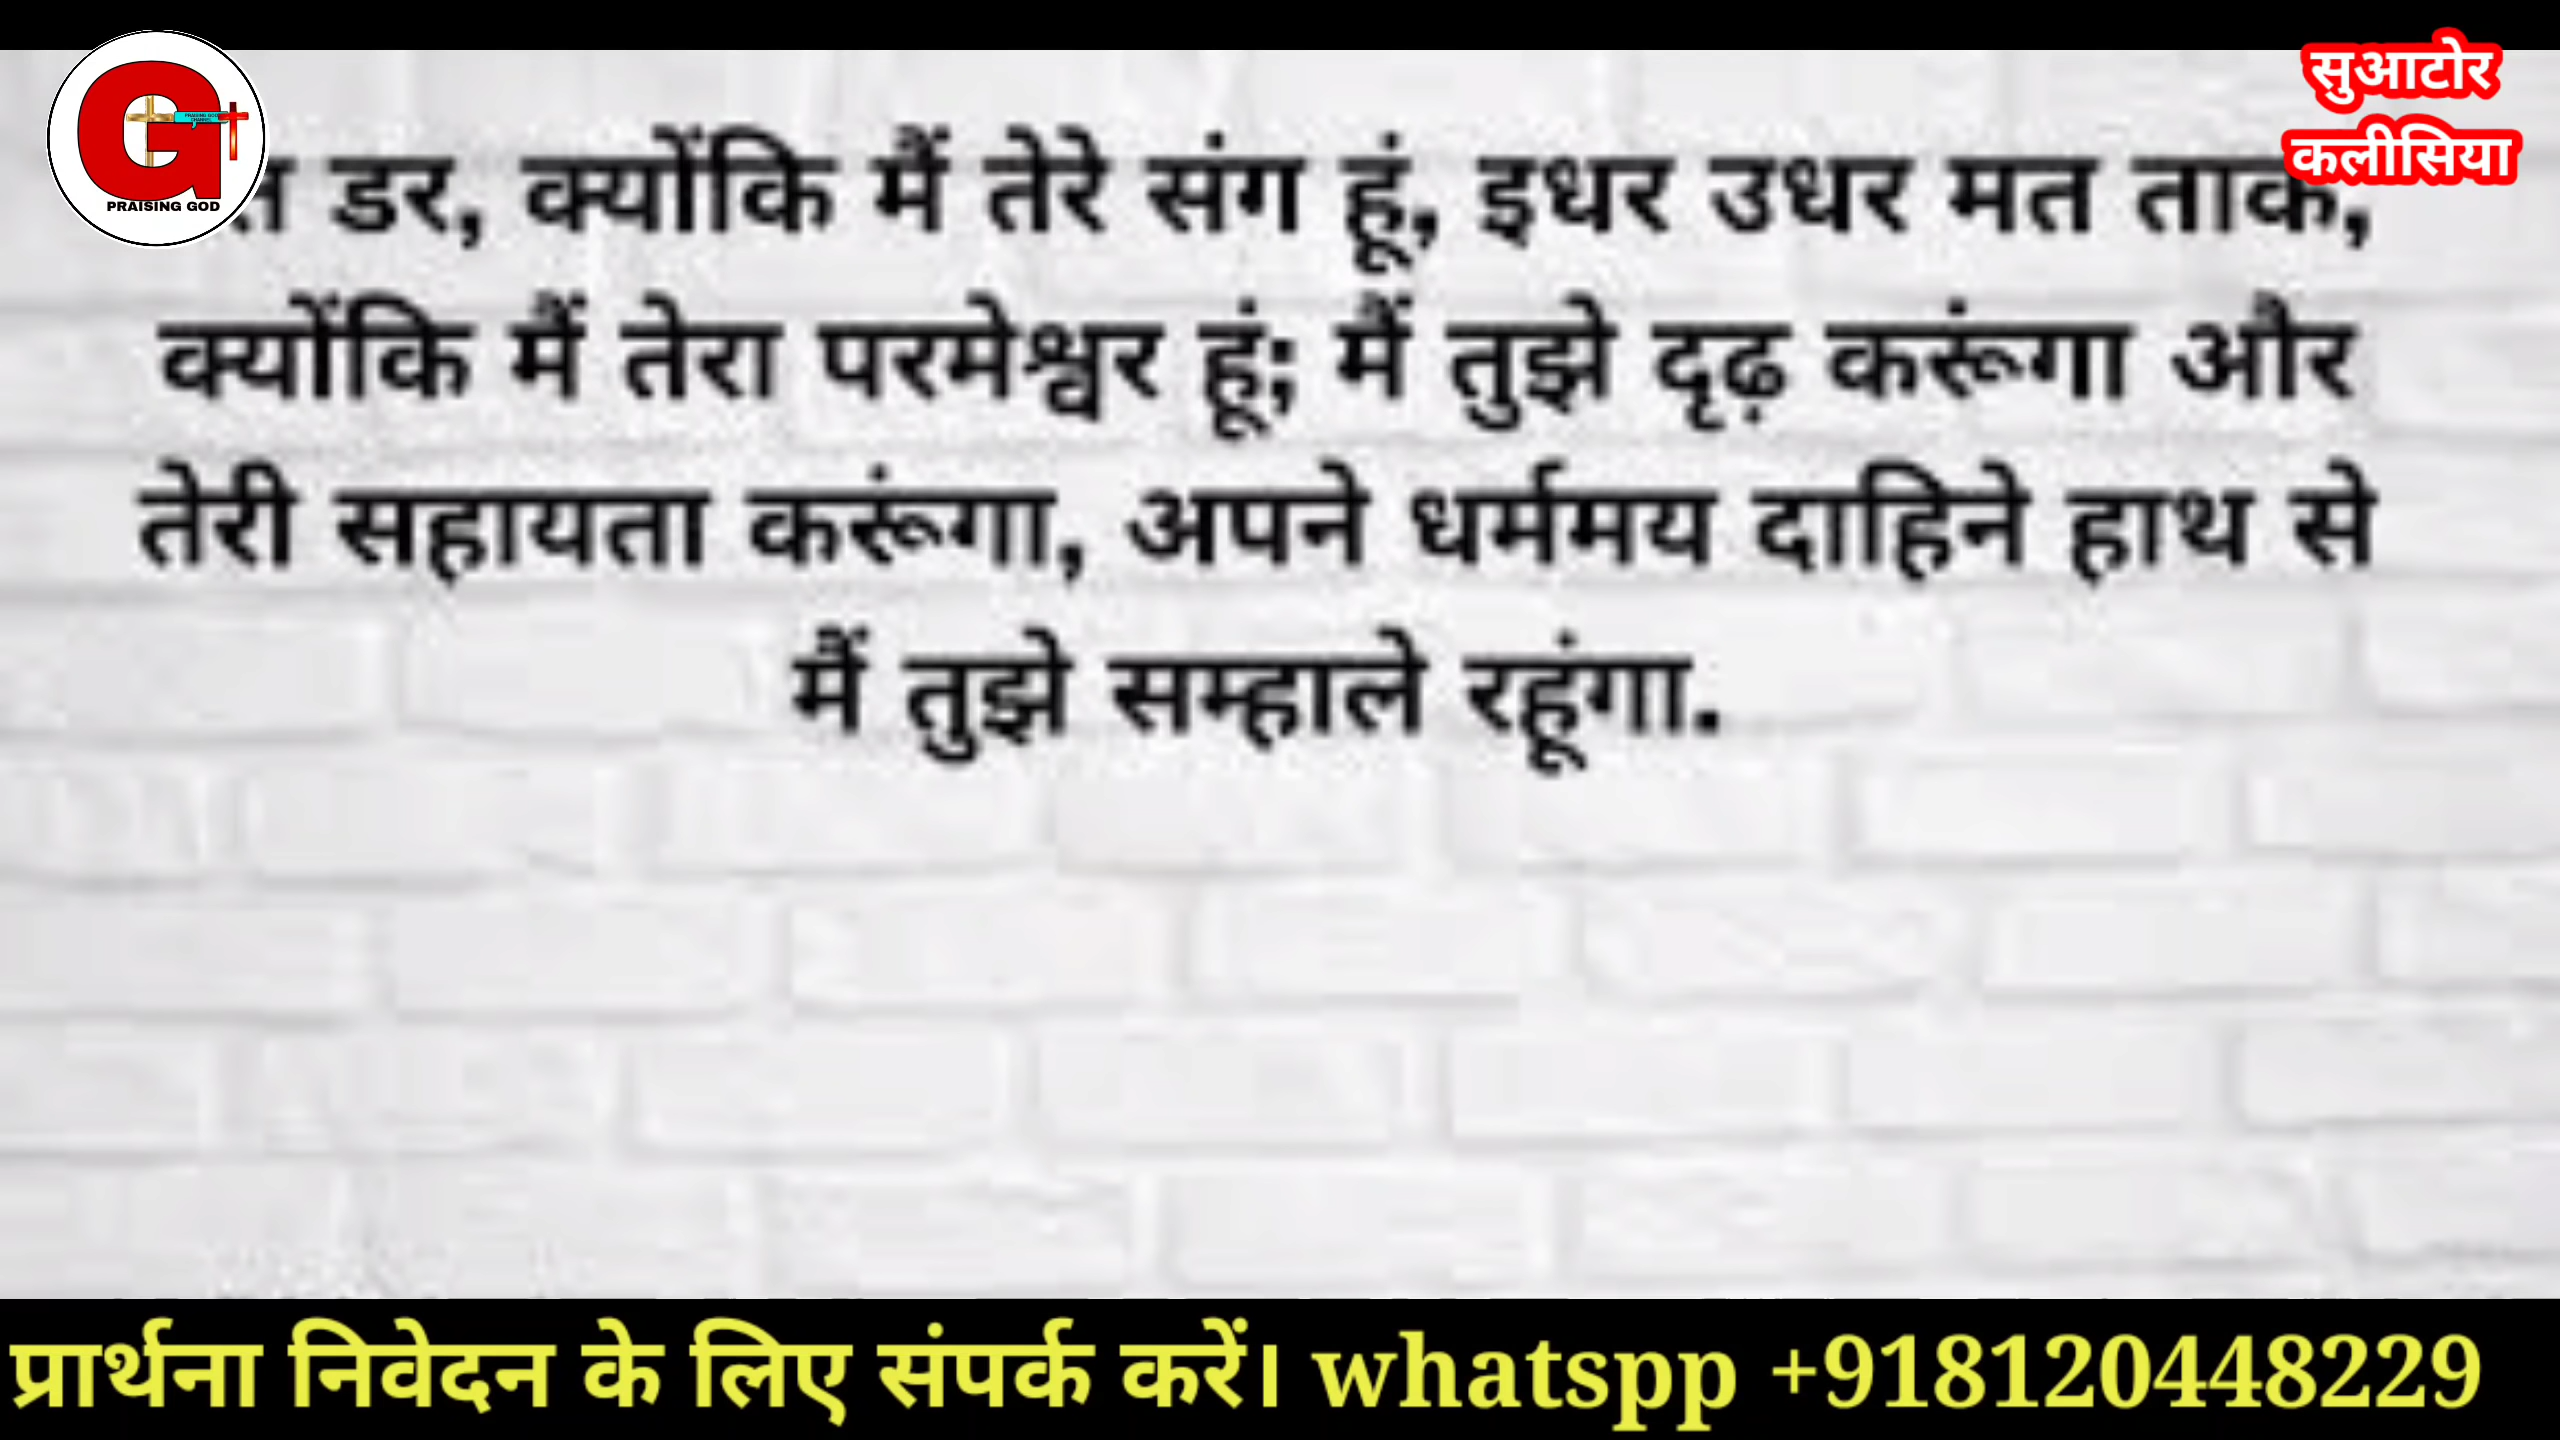 PRAISING GOD
सुआटोर
कलीसिया
डर, क्योंकि मैं तेरे संग हूं, इधर उधर मत ताक,
क्योंकि मैं तेरा परमेश्वर हूं; मैं तुझे दृढ़ करूंगा और
तेरी सहायता करूंगा, अपने धर्ममय दाहिने हाथ से
मैं तुझे सम्हाले रहूंगा.
प्रार्थना निवेदन के लिए संपर्क करें। whatspp +918120448229